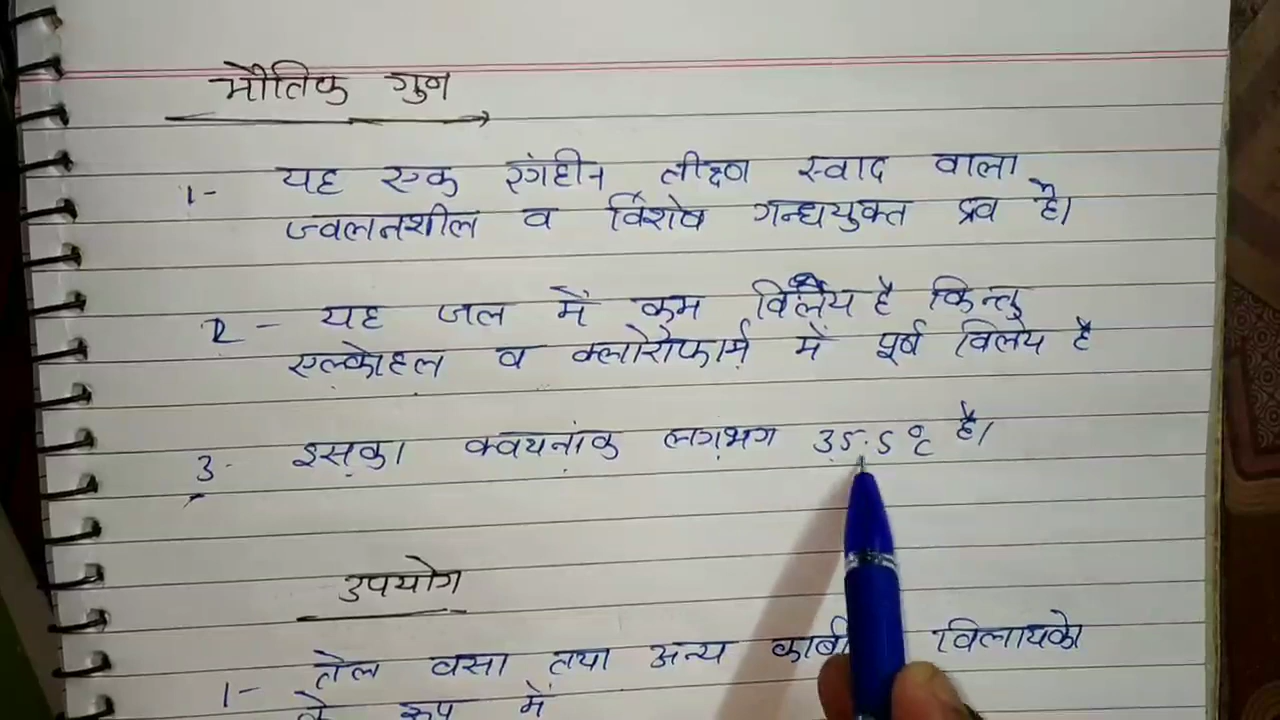 भौतिक गुण
1- यह एक रंगहीन तीक्ष्ण स्वाद वाला
ज्वलनशील व विशेष गन्धयुक्त द्रव है।
2- यह जल में कम विलेय है किन्तु
एल्कोहल व क्लोरोफार्म में पूर्ण विलेय है
3- इसका क्वथनांक लगभग 35.5°C है।
उपयोग
1- तेल वसा तथा अन्य विलायको
के रूप में